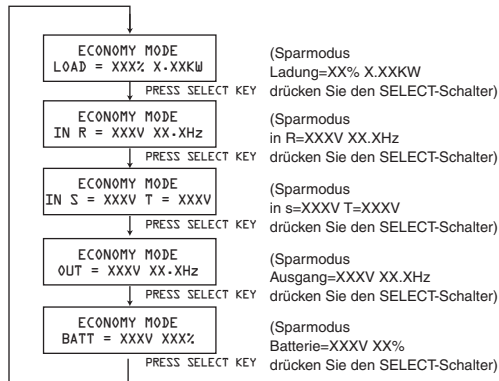 ECONOMY MODE
LOAD = XXX% X.XXKW
(Sparmodus
Ladung=XX% X.XXKW
PRESS SELECT KEY
drücken Sie den SELECT-Schalter)
ECONOMY MODE
IN R = XXXV XX.XHz
(Sparmodus
in R=XXXV XX.XHz
PRESS SELECT KEY
drücken Sie den SELECT-Schalter)
ECONOMY MODE
IN S = XXXV T = XXXV
(Sparmodus
in s=XXXV T=XXXV
PRESS SELECT KEY
drücken Sie den SELECT-Schalter)
ECONOMY MODE
OUT = XXXV XX.XHz
(Sparmodus
Ausgang=XXXV XX.XHz
PRESS SELECT KEY
drücken Sie den SELECT-Schalter)
ECONOMY MODE
BATT = XXXV XXX%
(Sparmodus
Batterie=XXXV XX%
PRESS SELECT KEY
drücken Sie den SELECT-Schalter)